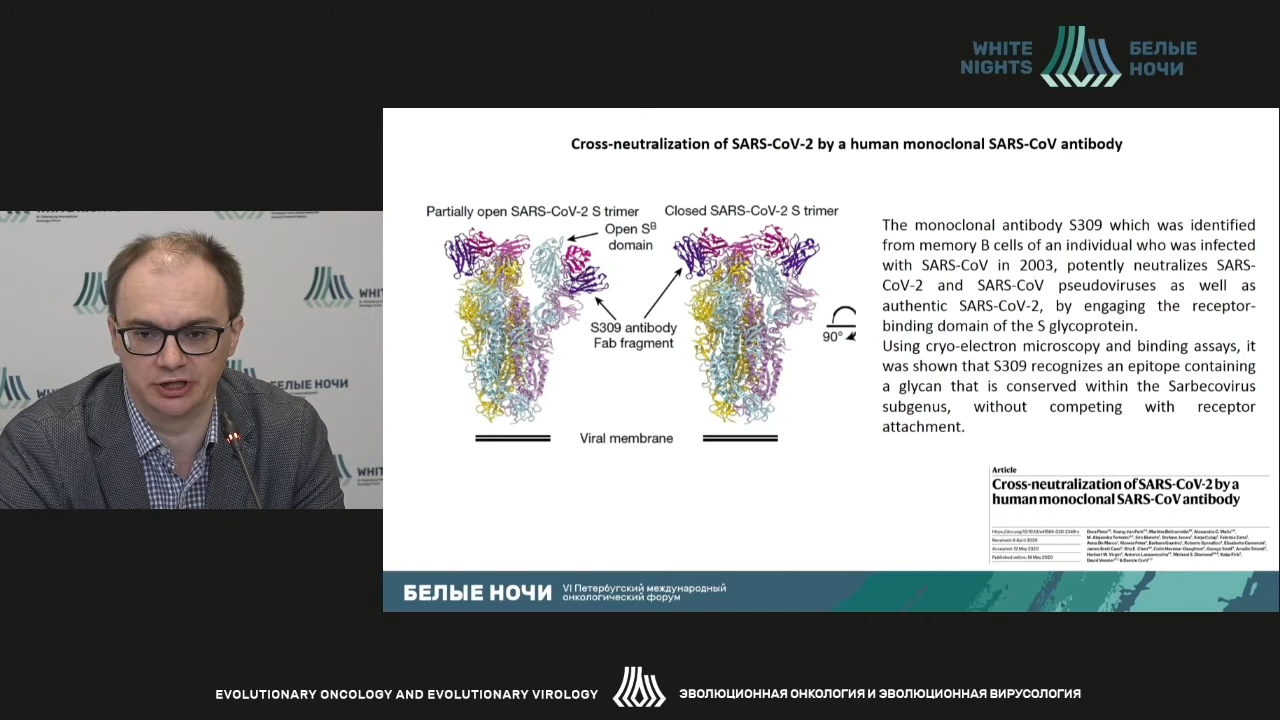 WHITE
NIGHTS
БЕЛЫЕ
НОЧИ
Cross-neutralization of SARS-CoV-2 by a human monoclonal SARS-CoV antibody
Partially open SARS-CoV-2 S trimer
Closed SARS-CoV-2 S trimer
Open Sᴮ
domain
S309 antibody
Fab fragment
90°
Viral membrane
The monoclonal antibody S309 which was identified
from memory B cells of an individual who was infected
with SARS-CoV in 2003, potently neutralizes SARS-
CoV-2 and SARS-CoV pseudoviruses as well as
authentic SARS-CoV-2, by engaging the receptor-
binding domain of the S glycoprotein.
Using cryo-electron microscopy and binding assays, it
was shown that S309 recognizes an epitope containing
a glycan that is conserved within the Sarbecovirus
subgenus, without competing with receptor
attachment.
Article
Cross-neutralization of SARS-CoV-2 by a
human monoclonal SARS-CoV antibody
WHITE
БЕЛЫЕ НОЧИ
WHIT
БЕЛЫЕ НОЧИ
VI Петербугский международный
онкологический форум
EVOLUTIONARY ONCOLOGY AND EVOLUTIONARY VIROLOGY
ЭВОЛЮЦИОННАЯ ОНКОЛОГИЯ И ЭВОЛЮЦИОННАЯ ВИРУСОЛОГИЯ